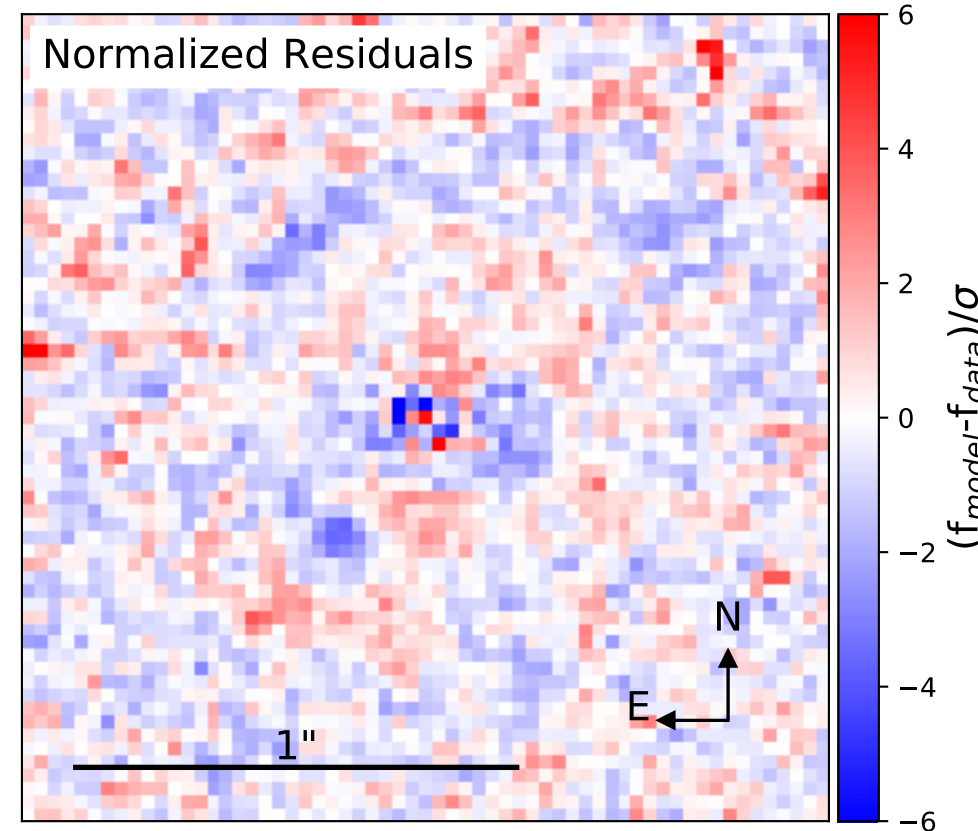 Normalized Residuals
6
4
2
0
−2
−4
−6
(f_model-f_data)/σ
N
E
1"